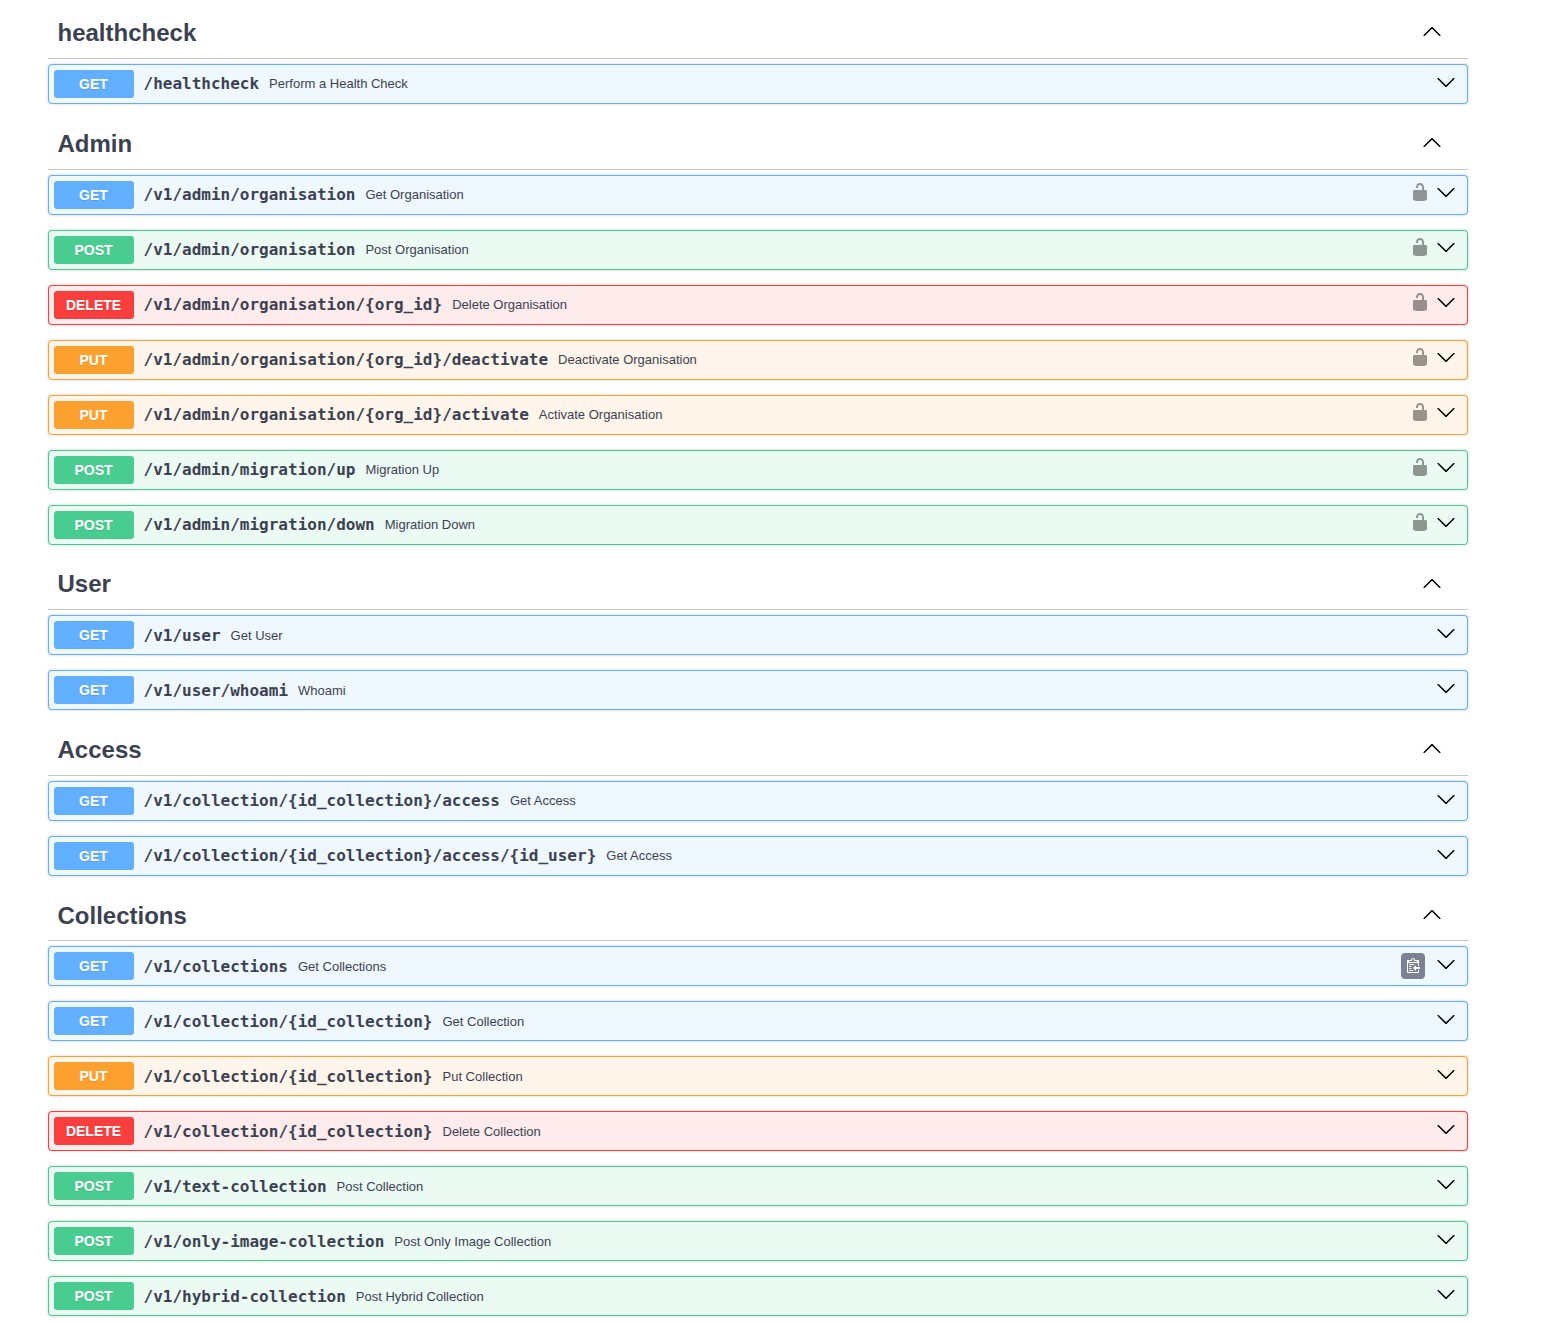 healthcheck
GET /healthcheck Perform a Health Check
Admin
GET /v1/admin/organisation Get Organisation
POST /v1/admin/organisation Post Organisation
DELETE /v1/admin/organisation/{org_id} Delete Organisation
PUT /v1/admin/organisation/{org_id}/deactivate Deactivate Organisation
PUT /v1/admin/organisation/{org_id}/activate Activate Organisation
POST /v1/admin/migration/up Migration Up
POST /v1/admin/migration/down Migration Down
User
GET /v1/user Get User
GET /v1/user/whoami Whoami
Access
GET /v1/collection/{id_collection}/access Get Access
GET /v1/collection/{id_collection}/access/{id_user} Get Access
Collections
GET /v1/collections Get Collections
GET /v1/collection/{id_collection} Get Collection
PUT /v1/collection/{id_collection} Put Collection
DELETE /v1/collection/{id_collection} Delete Collection
POST /v1/text-collection Post Collection
POST /v1/only-image-collection Post Only Image Collection
POST /v1/hybrid-collection Post Hybrid Collection